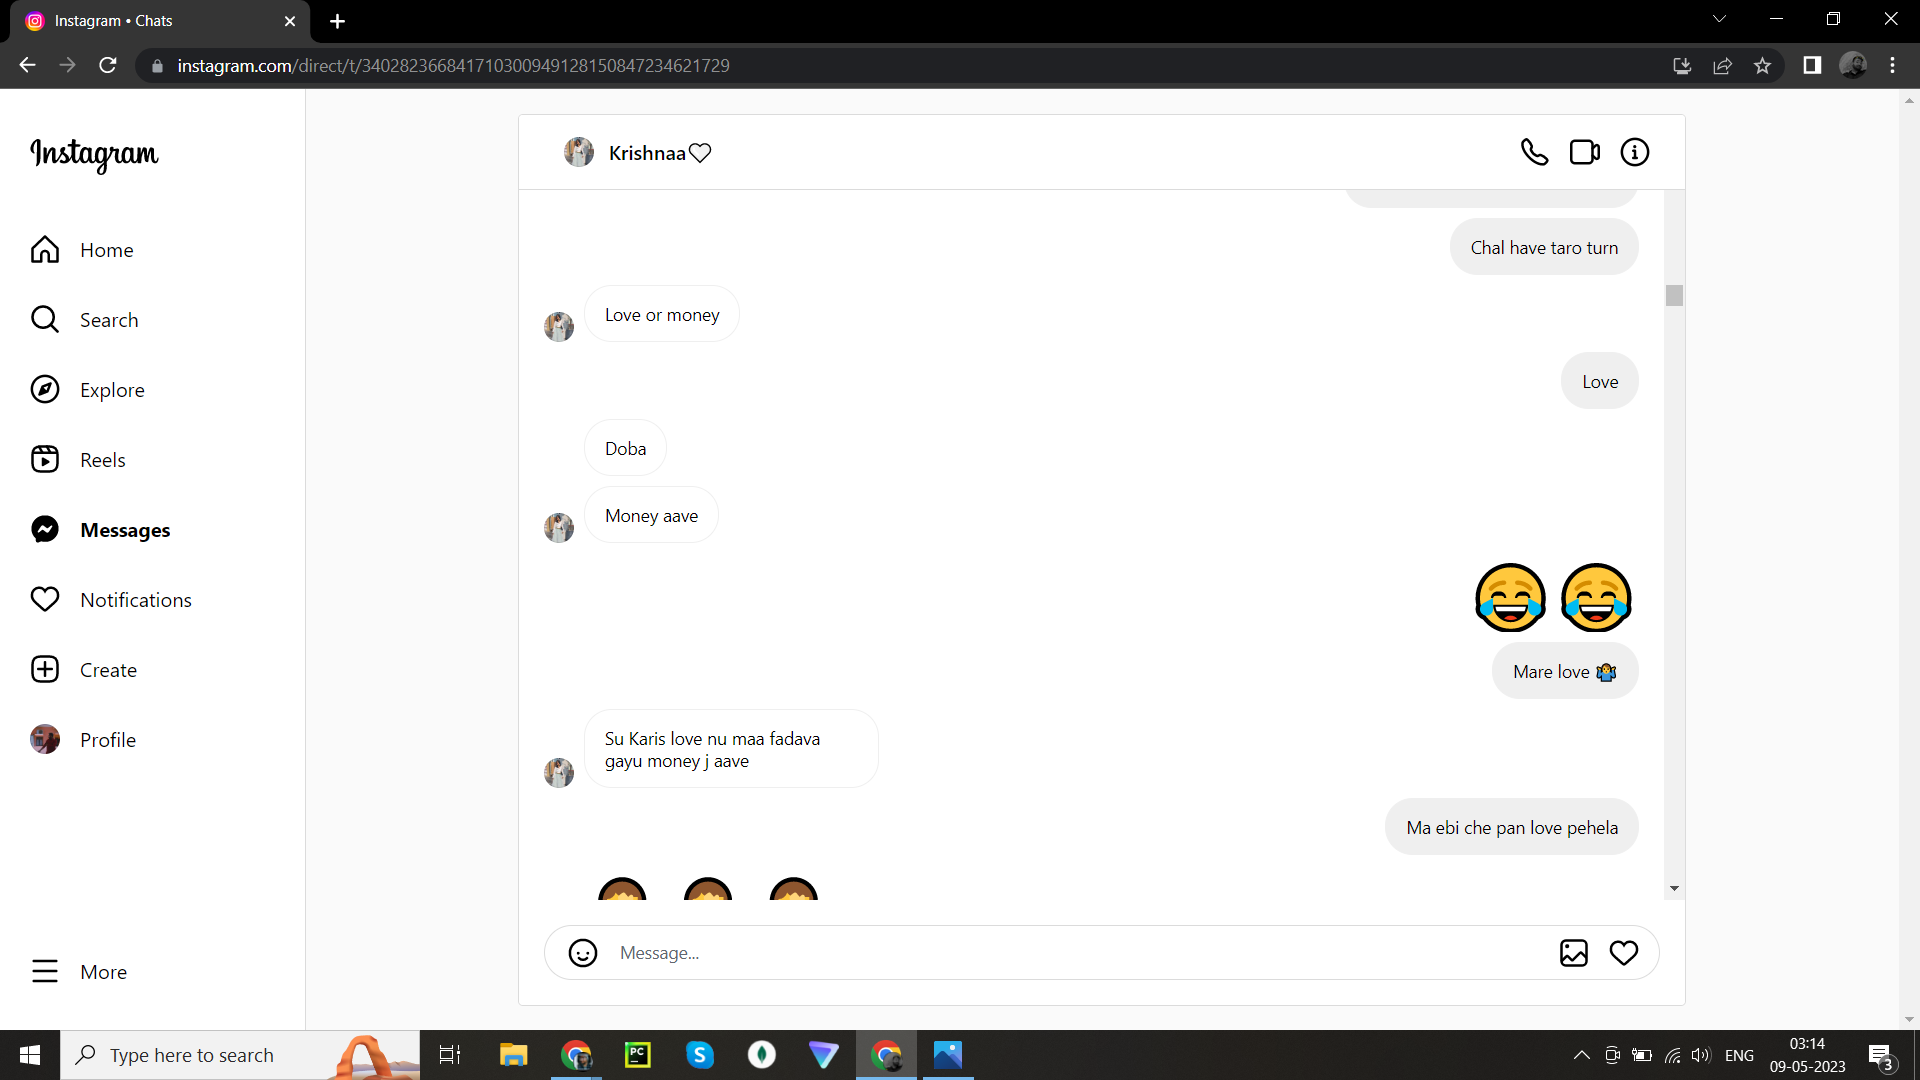 Instagram • Chats
instagram.com/direct/t/340282366841710300949128150847234621729
Instagram
Home
Search
Explore
Reels
Messages
Notifications
Create
Profile
More
Krishnaa♡
Chal have taro turn
Love or money
Love
Doba
Money aave
😂 😂
Mare love 🤷
Su Karis love nu maa fadava
gayu money j aave
Ma ebi che pan love pehela
Message...
Type here to search
PC
S
ENG
03:14
09-05-2023
3